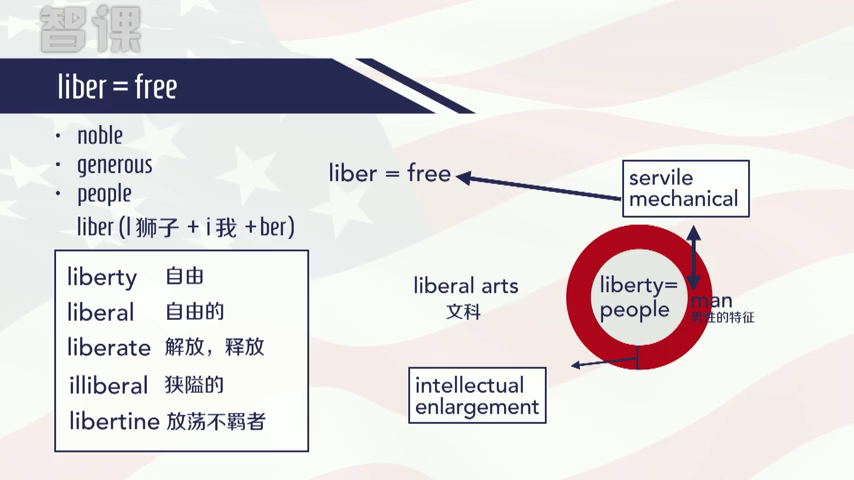 智课
liber = free
• noble
• generous
• people
liber (l 狮子 + i 我 + ber)
liberty 自由
liberal 自由的
liberate 解放，释放
illiberal 狭隘的
libertine 放荡不羁者
liber = free
servile
mechanical
liberal arts
文科
liberty=
people
man
男性的特征
intellectual
enlargement